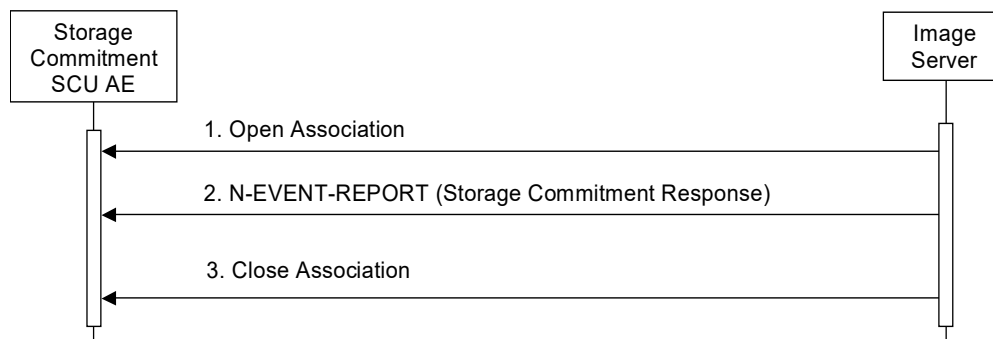 Storage
Commitment
SCU AE
Image
Server
1. Open Association
2. N-EVENT-REPORT (Storage Commitment Response)
3. Close Association